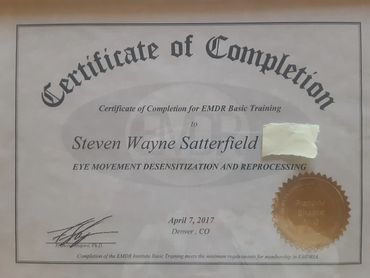 Certificate of Completion
Certificate of Completion for EMDR Basic Training
to
Steven Wayne Satterfield
EYE MOVEMENT DESENSITIZATION AND REPROCESSING
April 7, 2017
Denver , CO
Ph.D.
Completion of the EMDR Institute Basic Training meets the minimum requirements for membership in EMDRIA